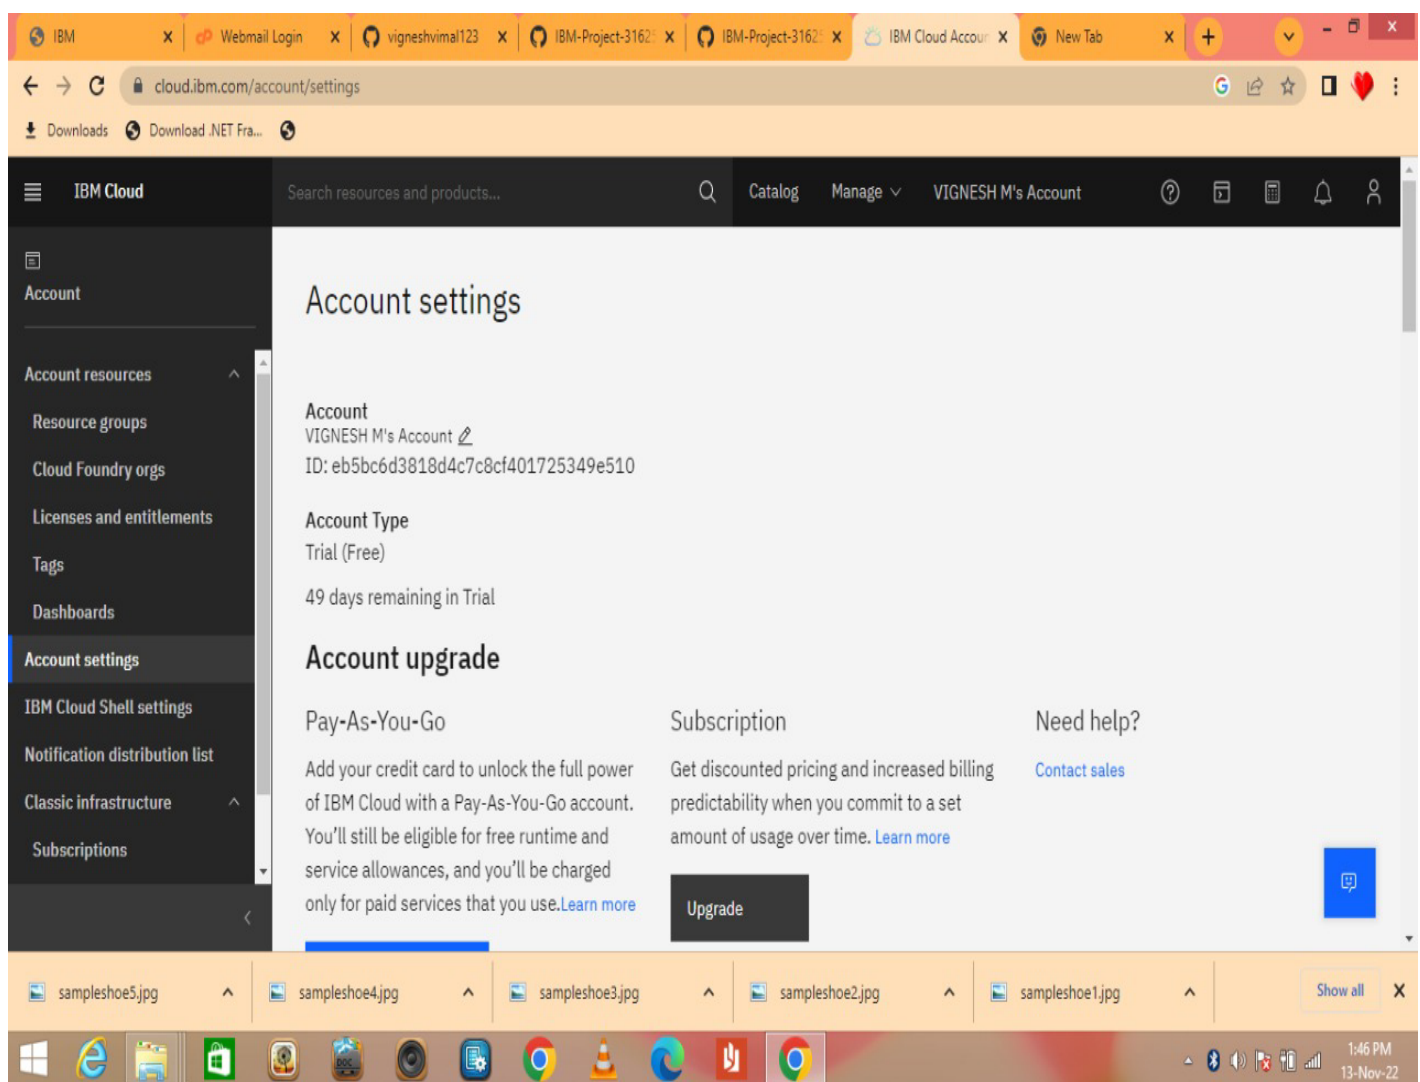 IBM
Webmail Login
vigneshvimal123
IBM-Project-3162
IBM-Project-3162
IBM Cloud Accoun
New Tab
cloud.ibm.com/account/settings
Downloads
Download .NET Fra...
IBM Cloud
Search resources and products...
Catalog
Manage
VIGNESH M's Account
Account
Account resources
Resource groups
Cloud Foundry orgs
Licenses and entitlements
Tags
Dashboards
Account settings
IBM Cloud Shell settings
Notification distribution list
Classic infrastructure
Subscriptions
Account settings
Account
VIGNESH M's Account
ID: eb5bc6d3818d4c7c8cf401725349e510
Account Type
Trial (Free)
49 days remaining in Trial
Account upgrade
Pay-As-You-Go
Add your credit card to unlock the full power
of IBM Cloud with a Pay-As-You-Go account.
You'll still be eligible for free runtime and
service allowances, and you'll be charged
only for paid services that you use.Learn more
Subscription
Get discounted pricing and increased billing
predictability when you commit to a set
amount of usage over time. Learn more
Upgrade
Need help?
Contact sales
sampleshoe5.jpg
sampleshoe4.jpg
sampleshoe3.jpg
sampleshoe2.jpg
sampleshoe1.jpg
Show all
DOC
1:46 PM
13-Nov-22